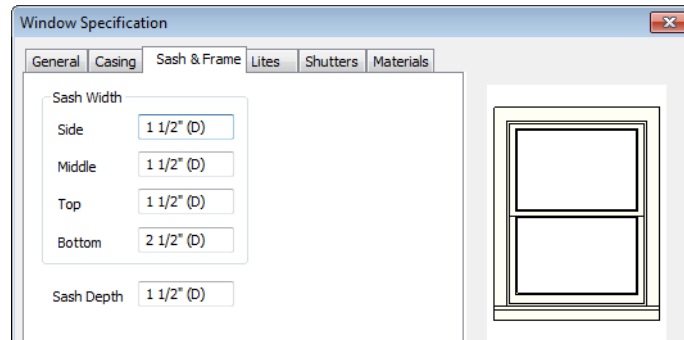 Window Specification
General Casing Sash & Frame Lites Shutters Materials
Sash Width
Side 1 1/2" (D)
Middle 1 1/2" (D)
Top 1 1/2" (D)
Bottom 2 1/2" (D)
Sash Depth 1 1/2" (D)